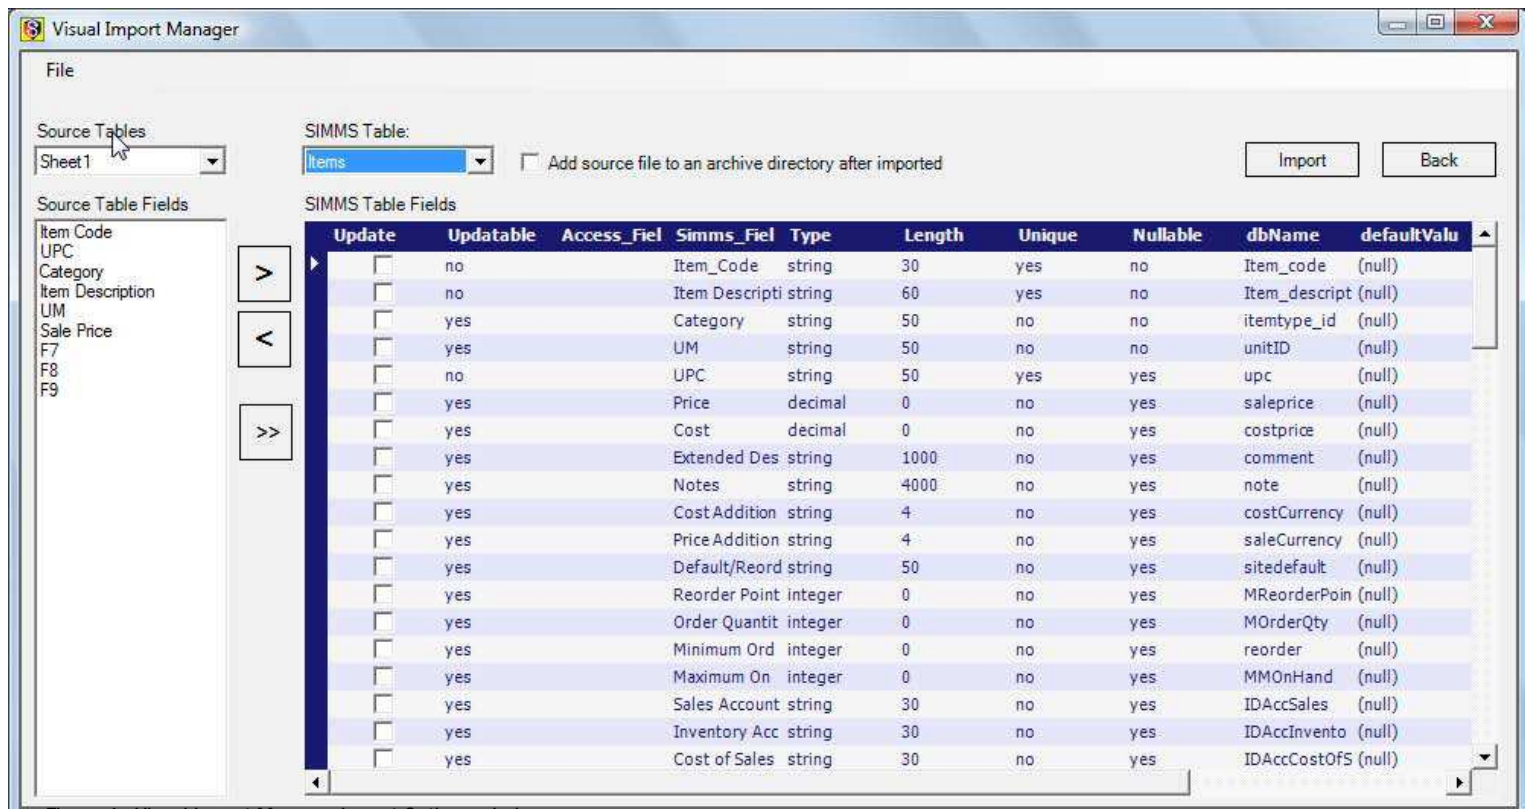 Visual Import Manager
File
Source Tables
SIMMS Table:
Sheet1
Items
Add source file to an archive directory after imported
Import
Back
Source Table Fields
SIMMS Table Fields
Item Code
UPC
Category
Item Description
UM
Sale Price
F7
F8
F9
>
<
>>
Update Updatable Access_Fiel Simms_Fiel Type Length Unique Nullable dbName defaultValu
no Item_Code string 30 yes no Item_code (null)
no Item Descripti string 60 yes no Item_descript (null)
yes Category string 50 no no itemtype_id (null)
yes UM string 50 no no unitID (null)
no UPC string 50 yes yes upc (null)
yes Price decimal 0 no yes saleprice (null)
yes Cost decimal 0 no yes costprice (null)
yes Extended Des string 1000 no yes comment (null)
yes Notes string 4000 no yes note (null)
yes Cost Addition string 4 no yes costCurrency (null)
yes Price Addition string 4 no yes saleCurrency (null)
yes Default/Reord string 50 no yes sitedefault (null)
yes Reorder Point integer 0 no yes MReorderPoin (null)
yes Order Quantit integer 0 no yes MOrderQty (null)
yes Minimum Ord integer 0 no yes reorder (null)
yes Maximum On integer 0 no yes MMOnHand (null)
yes Sales Account string 30 no yes IDAccSales (null)
yes Inventory Acc string 30 no yes IDAccInvento (null)
yes Cost of Sales string 30 no yes IDAccCostOfS (null)